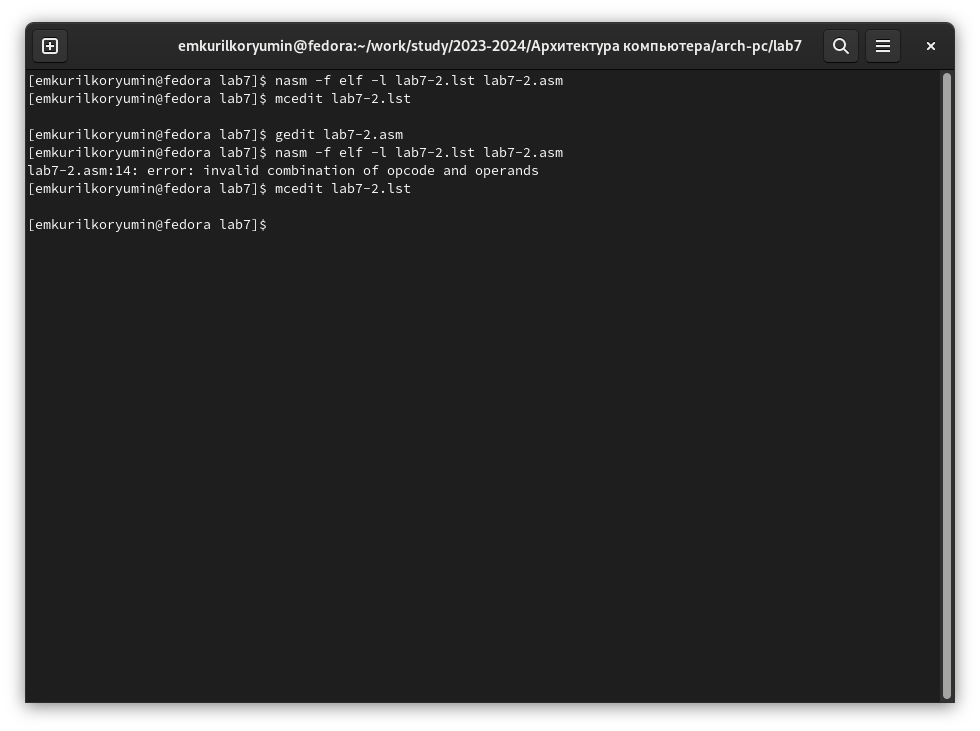 emkurilkoryumin@fedora:~/work/study/2023-2024/Архитектура компьютера/arch-pc/lab7
[emkurilkoryumin@fedora lab7]$ nasm -f elf -l lab7-2.lst lab7-2.asm
[emkurilkoryumin@fedora lab7]$ mcedit lab7-2.lst
[emkurilkoryumin@fedora lab7]$ gedit lab7-2.asm
[emkurilkoryumin@fedora lab7]$ nasm -f elf -l lab7-2.lst lab7-2.asm
lab7-2.asm:14: error: invalid combination of opcode and operands
[emkurilkoryumin@fedora lab7]$ mcedit lab7-2.lst
[emkurilkoryumin@fedora lab7]$